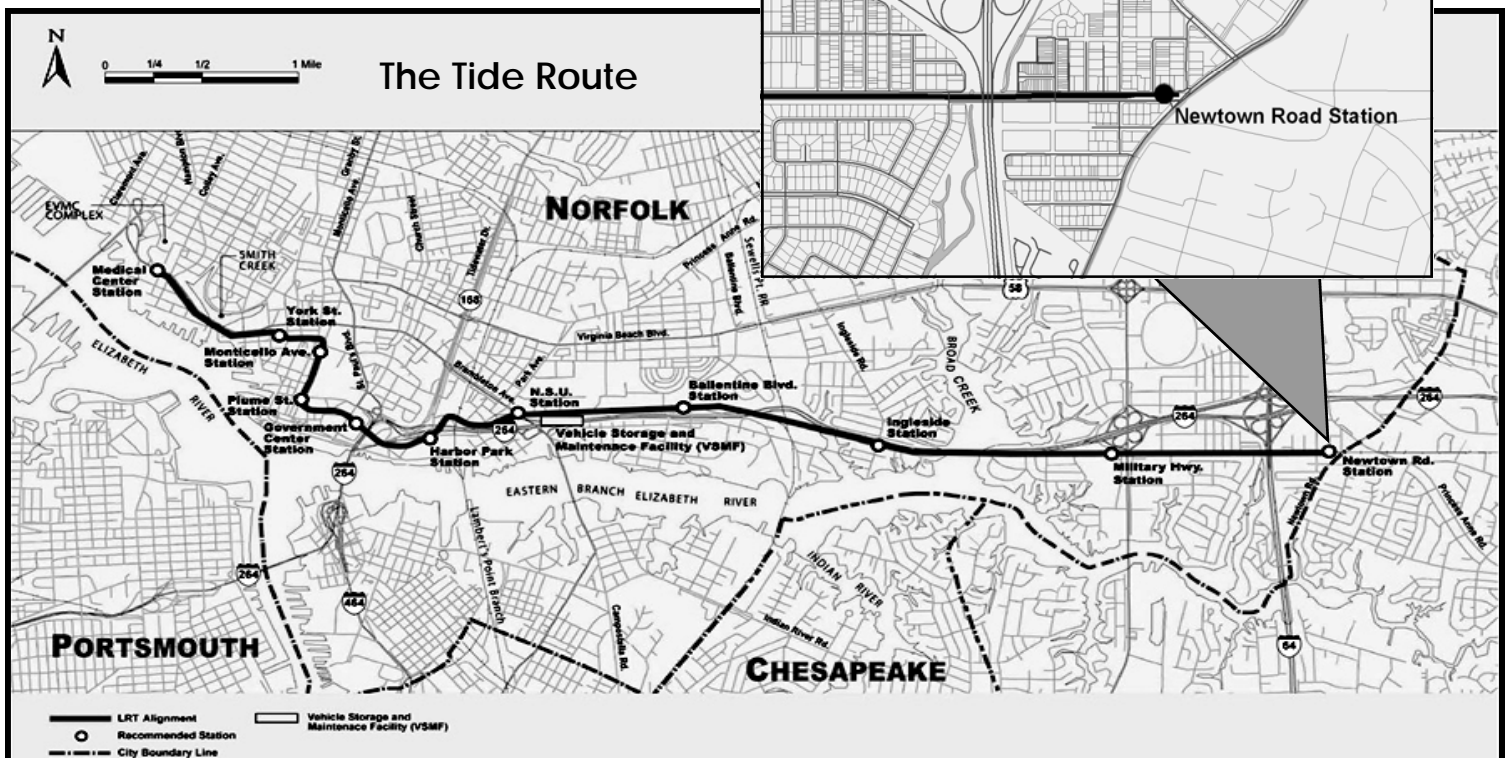 N
0 1/4 1/2 1 Mile
The Tide Route
Newtown Road Station
NORFOLK
Claremont Ave.
Hampton Blvd.
Colley Ave.
Monticello Ave.
Granby St.
Church Street
Tidewater Dr.
Princess Anne Rd.
Sewells Pt. RR
Ballentine Blvd.
58
EVMC
COMPLEX
SMITH
CREEK
168
Medical
Center
Station
York St.
Station
Monticello Ave.
Station
St. Paul's Blvd.
Virginia Beach Blvd.
Ingleside Rd.
BROAD CREEK
ELIZABETH
RIVER
Brambleton Ave.
Park Ave.
Plume St.
Station
Government
Center
Station
Harbor Park
Station
N.S.U.
Station
264
Vehicle Storage and
Maintenace Facility (VSMF)
Ballentine Blvd.
Station
Ingleside
Station
264
264
Military Hwy.
Station
Newtown Rd.
Station
Newtown Rd.
Princess Anne Rd.
264
EASTERN BRANCH ELIZABETH RIVER
Lambert's Point Branch
INDIAN RIVER
264
464
Campostella Rd.
Indian River Rd.
64
PORTSMOUTH
CHESAPEAKE
LRT Alignment
Recommended Station
City Boundary Line
Vehicle Storage and
Maintenace Facility (VSMF)